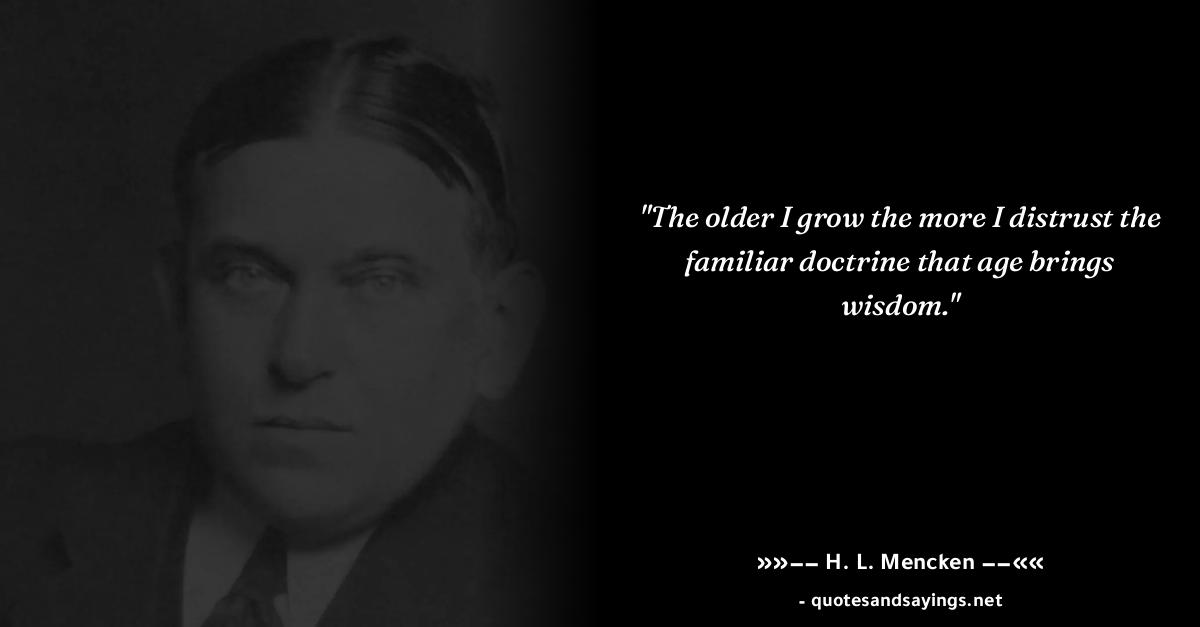 "The older I grow the more I distrust the
familiar doctrine that age brings
wisdom."
»»−− H. L. Mencken −−««
- quotesandsayings.net